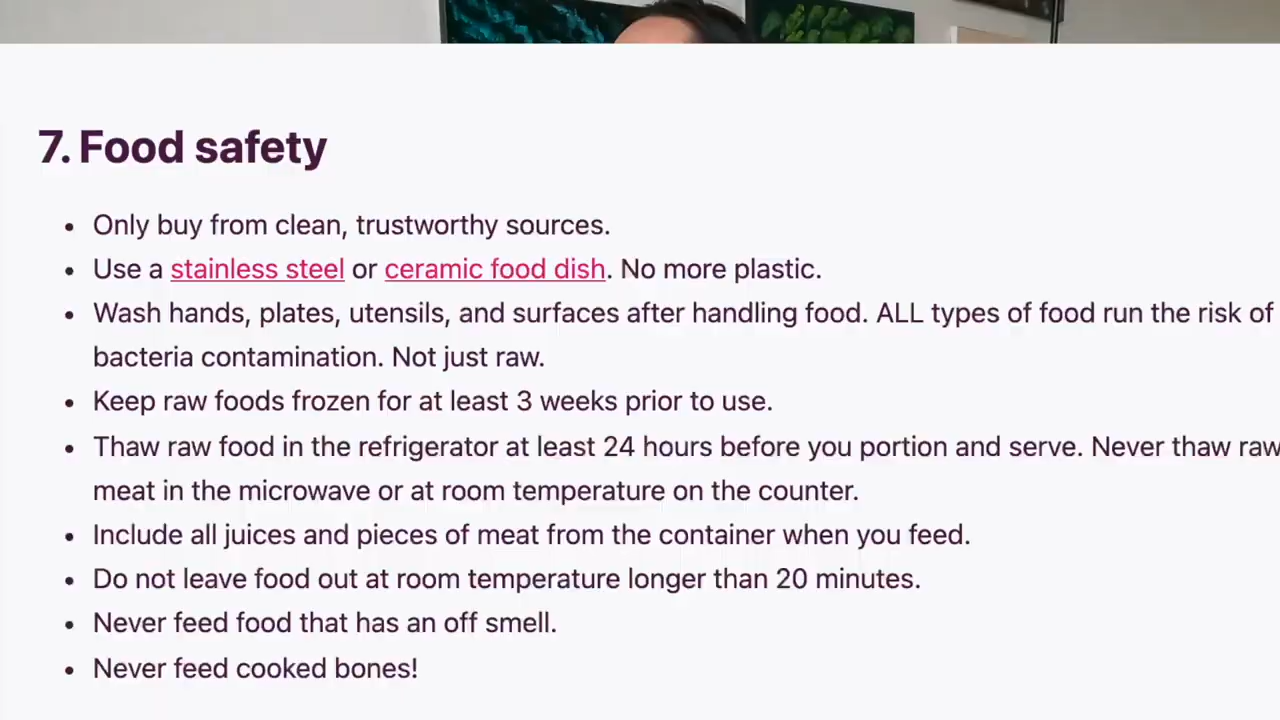 7. Food safety
Only buy from clean, trustworthy sources.
Use a stainless steel or ceramic food dish. No more plastic.
Wash hands, plates, utensils, and surfaces after handling food. ALL types of food run the risk of
bacteria contamination. Not just raw.
Keep raw foods frozen for at least 3 weeks prior to use.
Thaw raw food in the refrigerator at least 24 hours before you portion and serve. Never thaw raw
meat in the microwave or at room temperature on the counter.
Include all juices and pieces of meat from the container when you feed.
Do not leave food out at room temperature longer than 20 minutes.
Never feed food that has an off smell.
Never feed cooked bones!